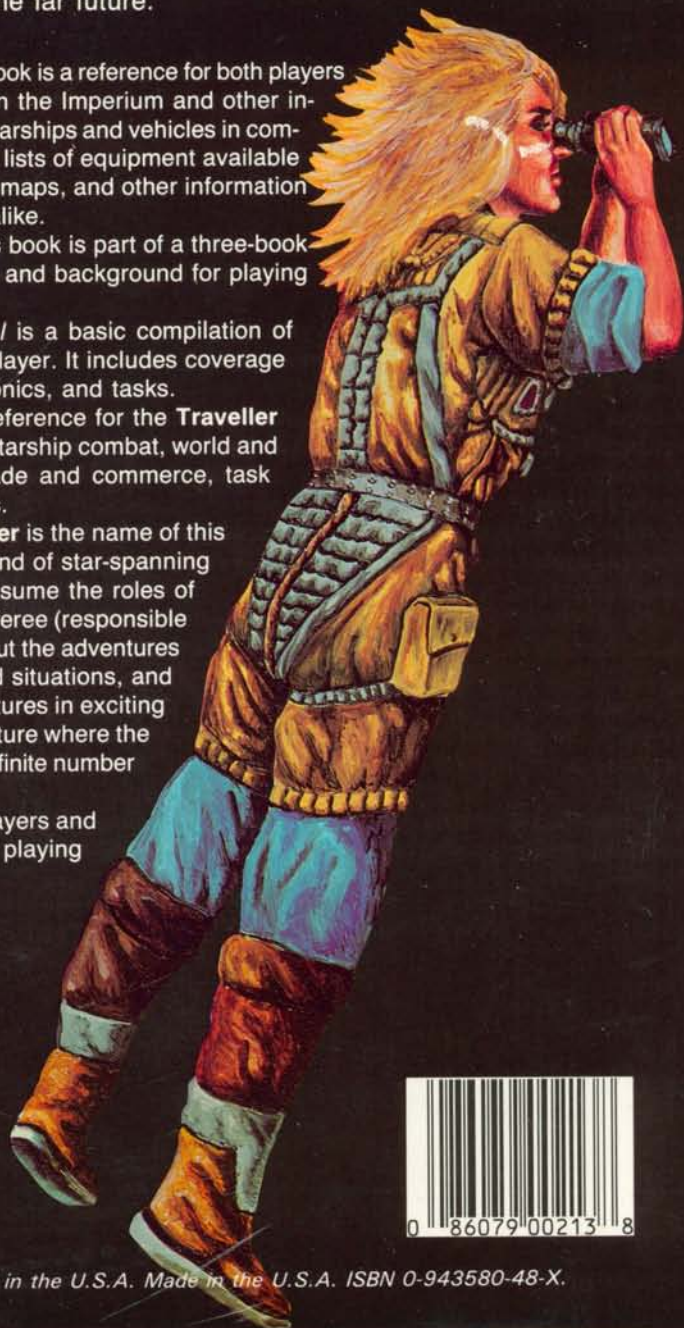 the far future.
ook is a reference for both players
n the Imperium and other in-
tarships and vehicles in com-
lists of equipment available
maps, and other information
alike.
s book is part of a three-book
and background for playing
l is a basic compilation of
layer. It includes coverage
onics, and tasks.
eference for the Traveller
tarship combat, world and
ade and commerce, task
.
er is the name of this
nd of star-spanning
sume the roles of
eree (responsible
ut the adventures
d situations, and
tures in exciting
ture where the
finite number
ayers and
playing
0 86079 00213 8
in the U.S.A. Made in the U.S.A. ISBN 0-943580-48-X.